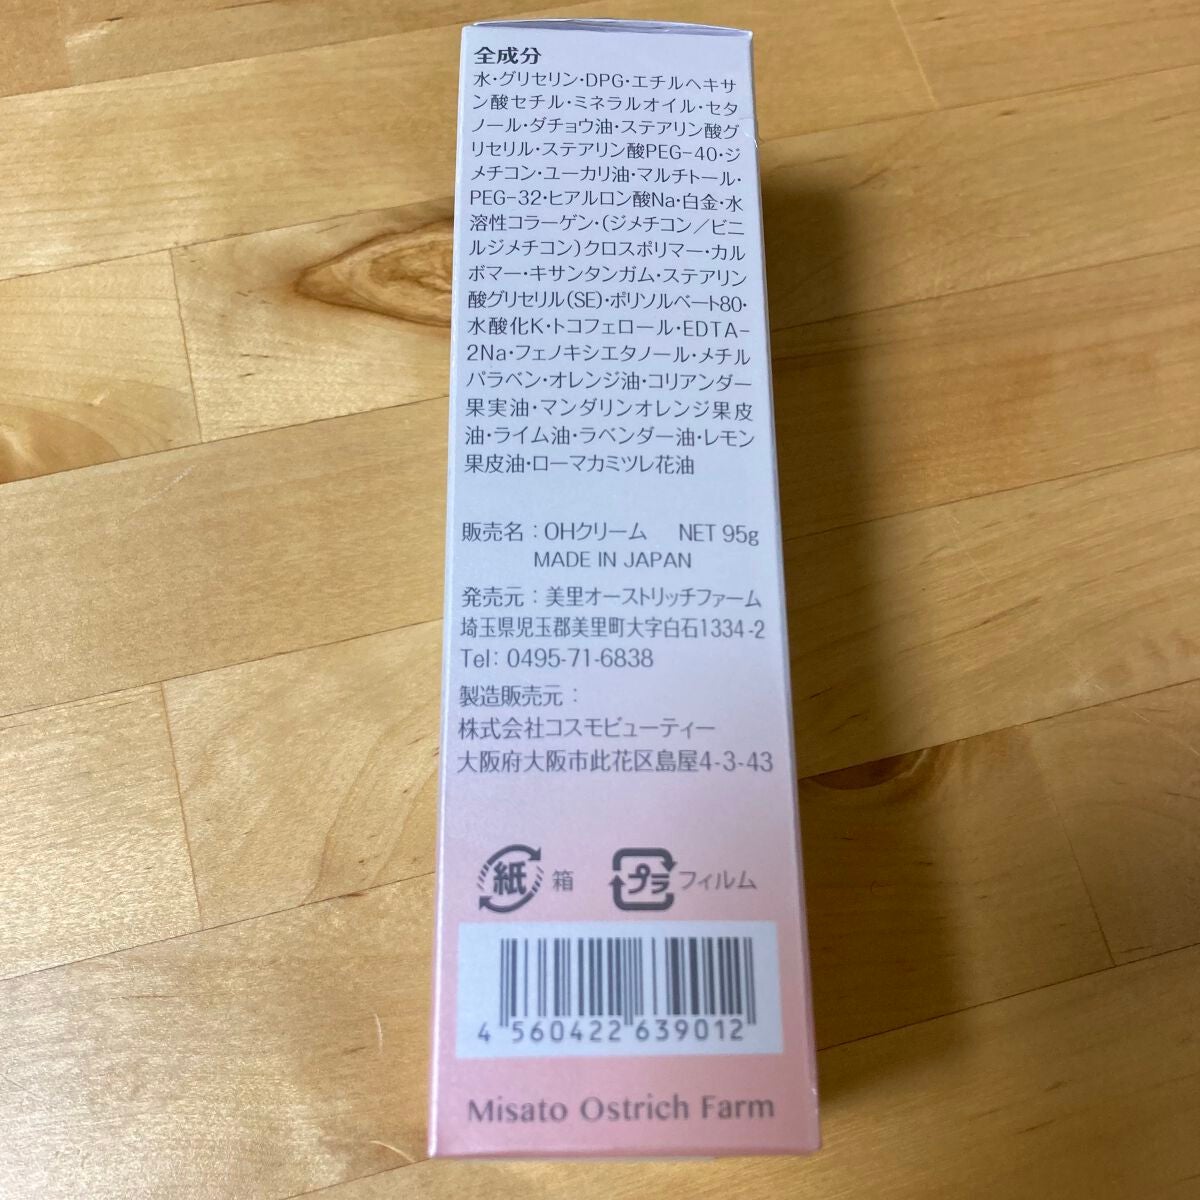 全成分
水・グリセリン・DPG・エチルヘキサ
ン酸セチル・ミネラルオイル・セタ
ノール・ダチョウ油・ステアリン酸グ
リセリル・ステアリン酸PEG-40・ジ
メチコン・ユーカリ油・マルチトール・
PEG-32・ヒアルロン酸Na・白金・水
溶性コラーゲン・(ジメチコン／ビニ
ルジメチコン)クロスポリマー・カル
ボマー・キサンタンガム・ステアリン
酸グリセリル(SE)・ポリソルベート80・
水酸化K・トコフェロール・EDTA-
2Na・フェノキシエタノール・メチル
パラベン・オレンジ油・コリアンダー
果実油・マンダリンオレンジ果皮
油・ライム油・ラベンダー油・レモン
果皮油・ローマカミツレ花油
販売名：OHクリーム NET 95g
MADE IN JAPAN
発売元：美里オーストリッチファーム
埼玉県児玉郡美里町大字白石1334-2
Tel: 0495-71-6838
製造販売元：
株式会社コスモビューティー
大阪府大阪市此花区島屋4-3-43
紙 箱 プラ フィルム
4 560422 639012
Misato Ostrich Farm